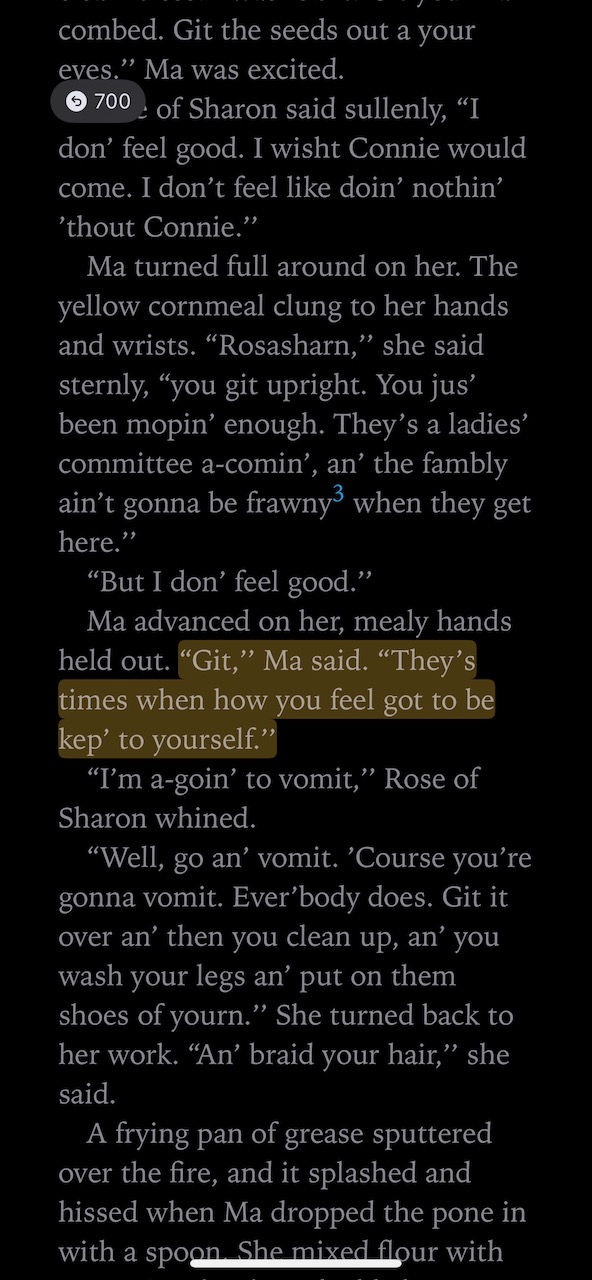 combed. Git the seeds out a your
eyes.’’ Ma was excited.
700
of Sharon said sullenly, “I
don’ feel good. I wisht Connie would
come. I don’t feel like doin’ nothin’
’thout Connie.’’
Ma turned full around on her. The
yellow cornmeal clung to her hands
and wrists. “Rosasharn,’’ she said
sternly, “you git upright. You jus’
been mopin’ enough. They’s a ladies’
committee a-comin’, an’ the fambly
ain’t gonna be frawny3 when they get
here.’’
“But I don’ feel good.’’
Ma advanced on her, mealy hands
held out. “Git,’’ Ma said. “They’s
times when how you feel got to be
kep’ to yourself.’’
“I’m a-goin’ to vomit,’’ Rose of
Sharon whined.
“Well, go an’ vomit. ’Course you’re
gonna vomit. Ever’body does. Git it
over an’ then you clean up, an’ you
wash your legs an’ put on them
shoes of yourn.’’ She turned back to
her work. “An’ braid your hair,’’ she
said.
A frying pan of grease sputtered
over the fire, and it splashed and
hissed when Ma dropped the pone in
with a spoon. She mixed flour with